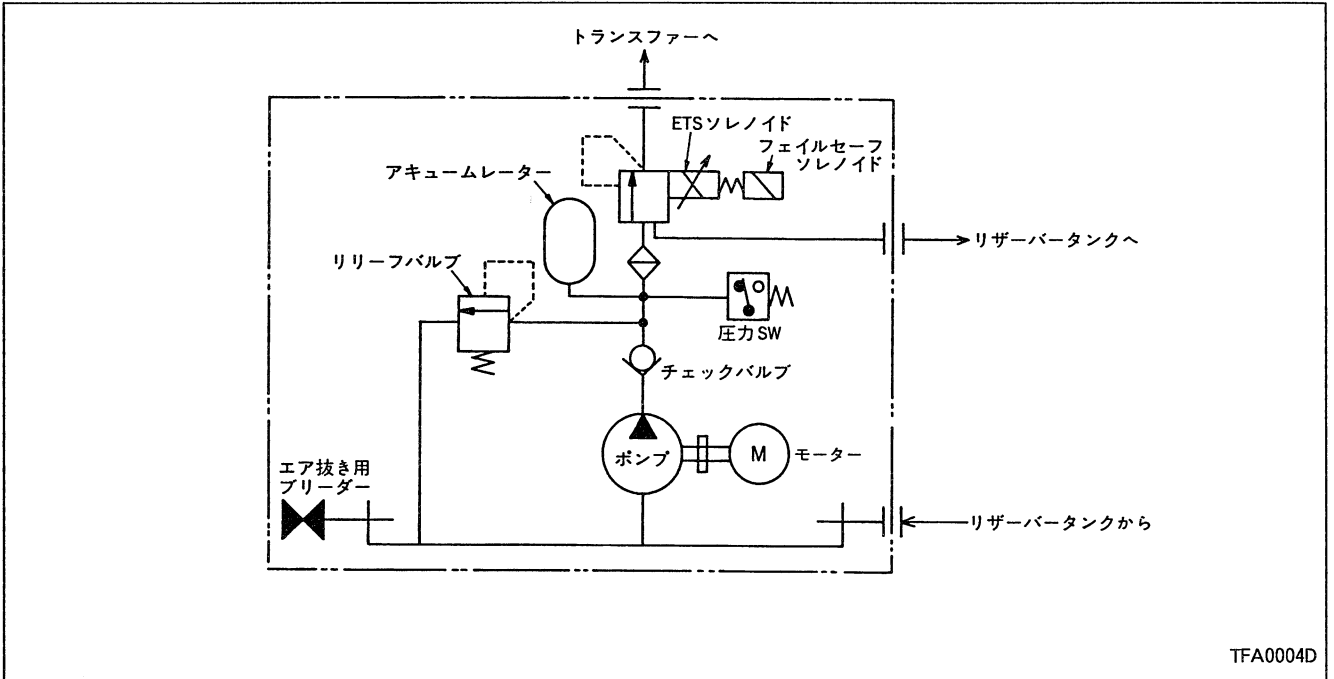 トランスファーへ
ETSソレノイド
フェイルセーフ
ソレノイド
アキュームレーター
リザーバータンクへ
リリーフバルブ
圧力SW
チェックバルブ
ポンプ
M
モーター
エア抜き用
ブリーダー
リザーバータンクから
TFA0004D